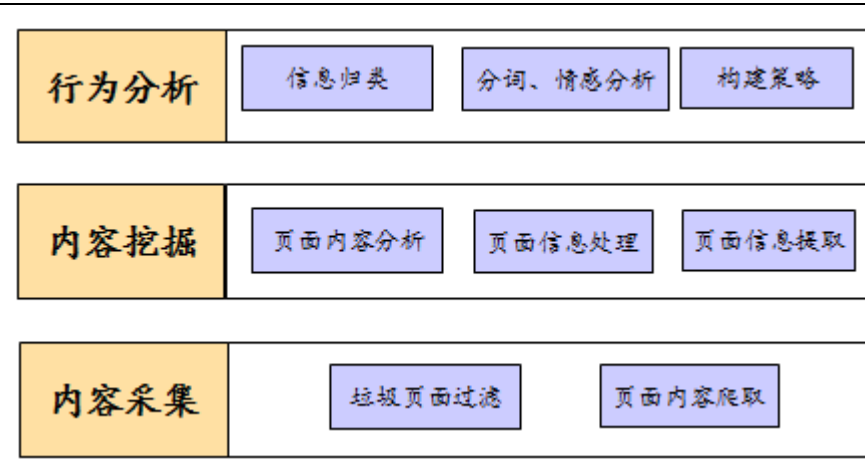 行为分析
信息归类
分词、情感分析
构建策略
内容挖掘
页面内容分析
页面信息处理
页面信息提取
内容采集
垃圾页面过滤
页面内容爬取